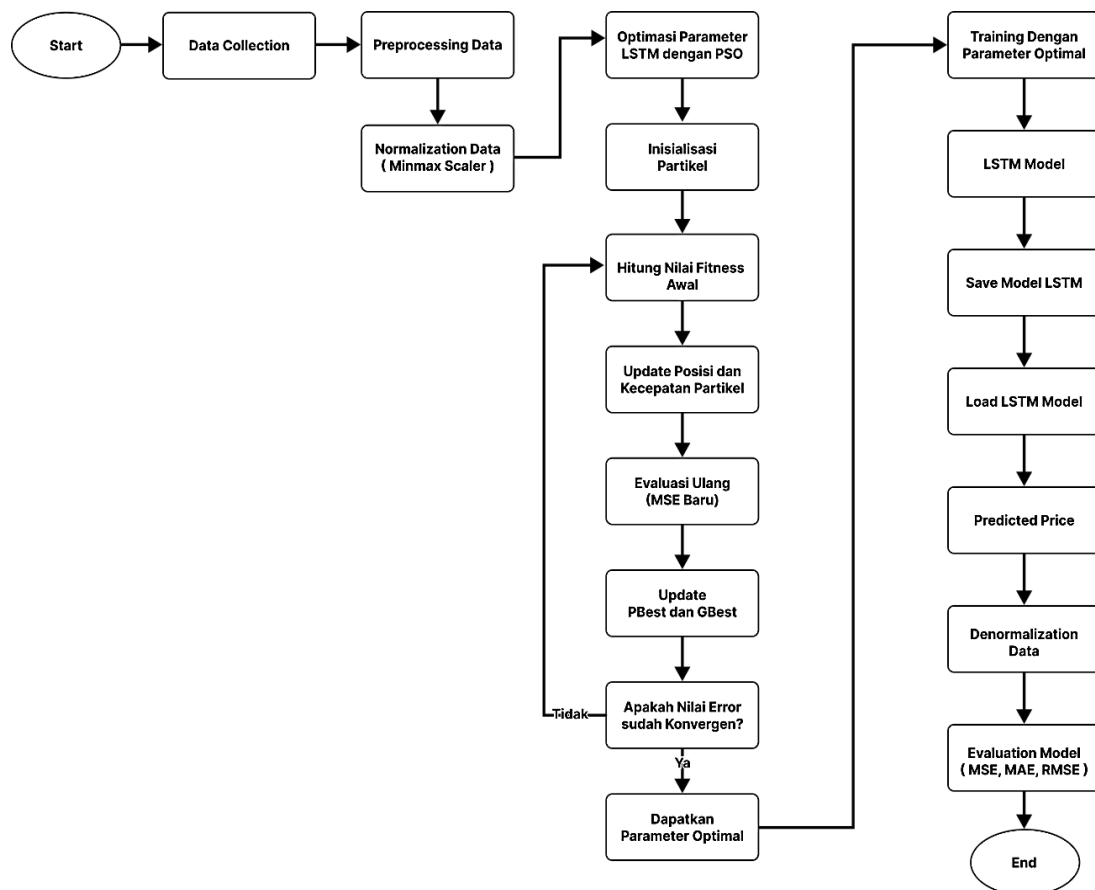 Start
Data Collection
Preprocessing Data
Normalization Data
( Minmax Scaler )
Optimasi Parameter
LSTM dengan PSO
Inisialisasi
Partikel
Hitung Nilai Fitness
Awal
Update Posisi dan
Kecepatan Partikel
Evaluasi Ulang
(MSE Baru)
Update
PBest dan GBest
Apakah Nilai Error
sudah Konvergen?
Tidak
Ya
Dapatkan
Parameter Optimal
Training Dengan
Parameter Optimal
LSTM Model
Save Model LSTM
Load LSTM Model
Predicted Price
Denormalization
Data
Evaluation Model
( MSE, MAE, RMSE )
End